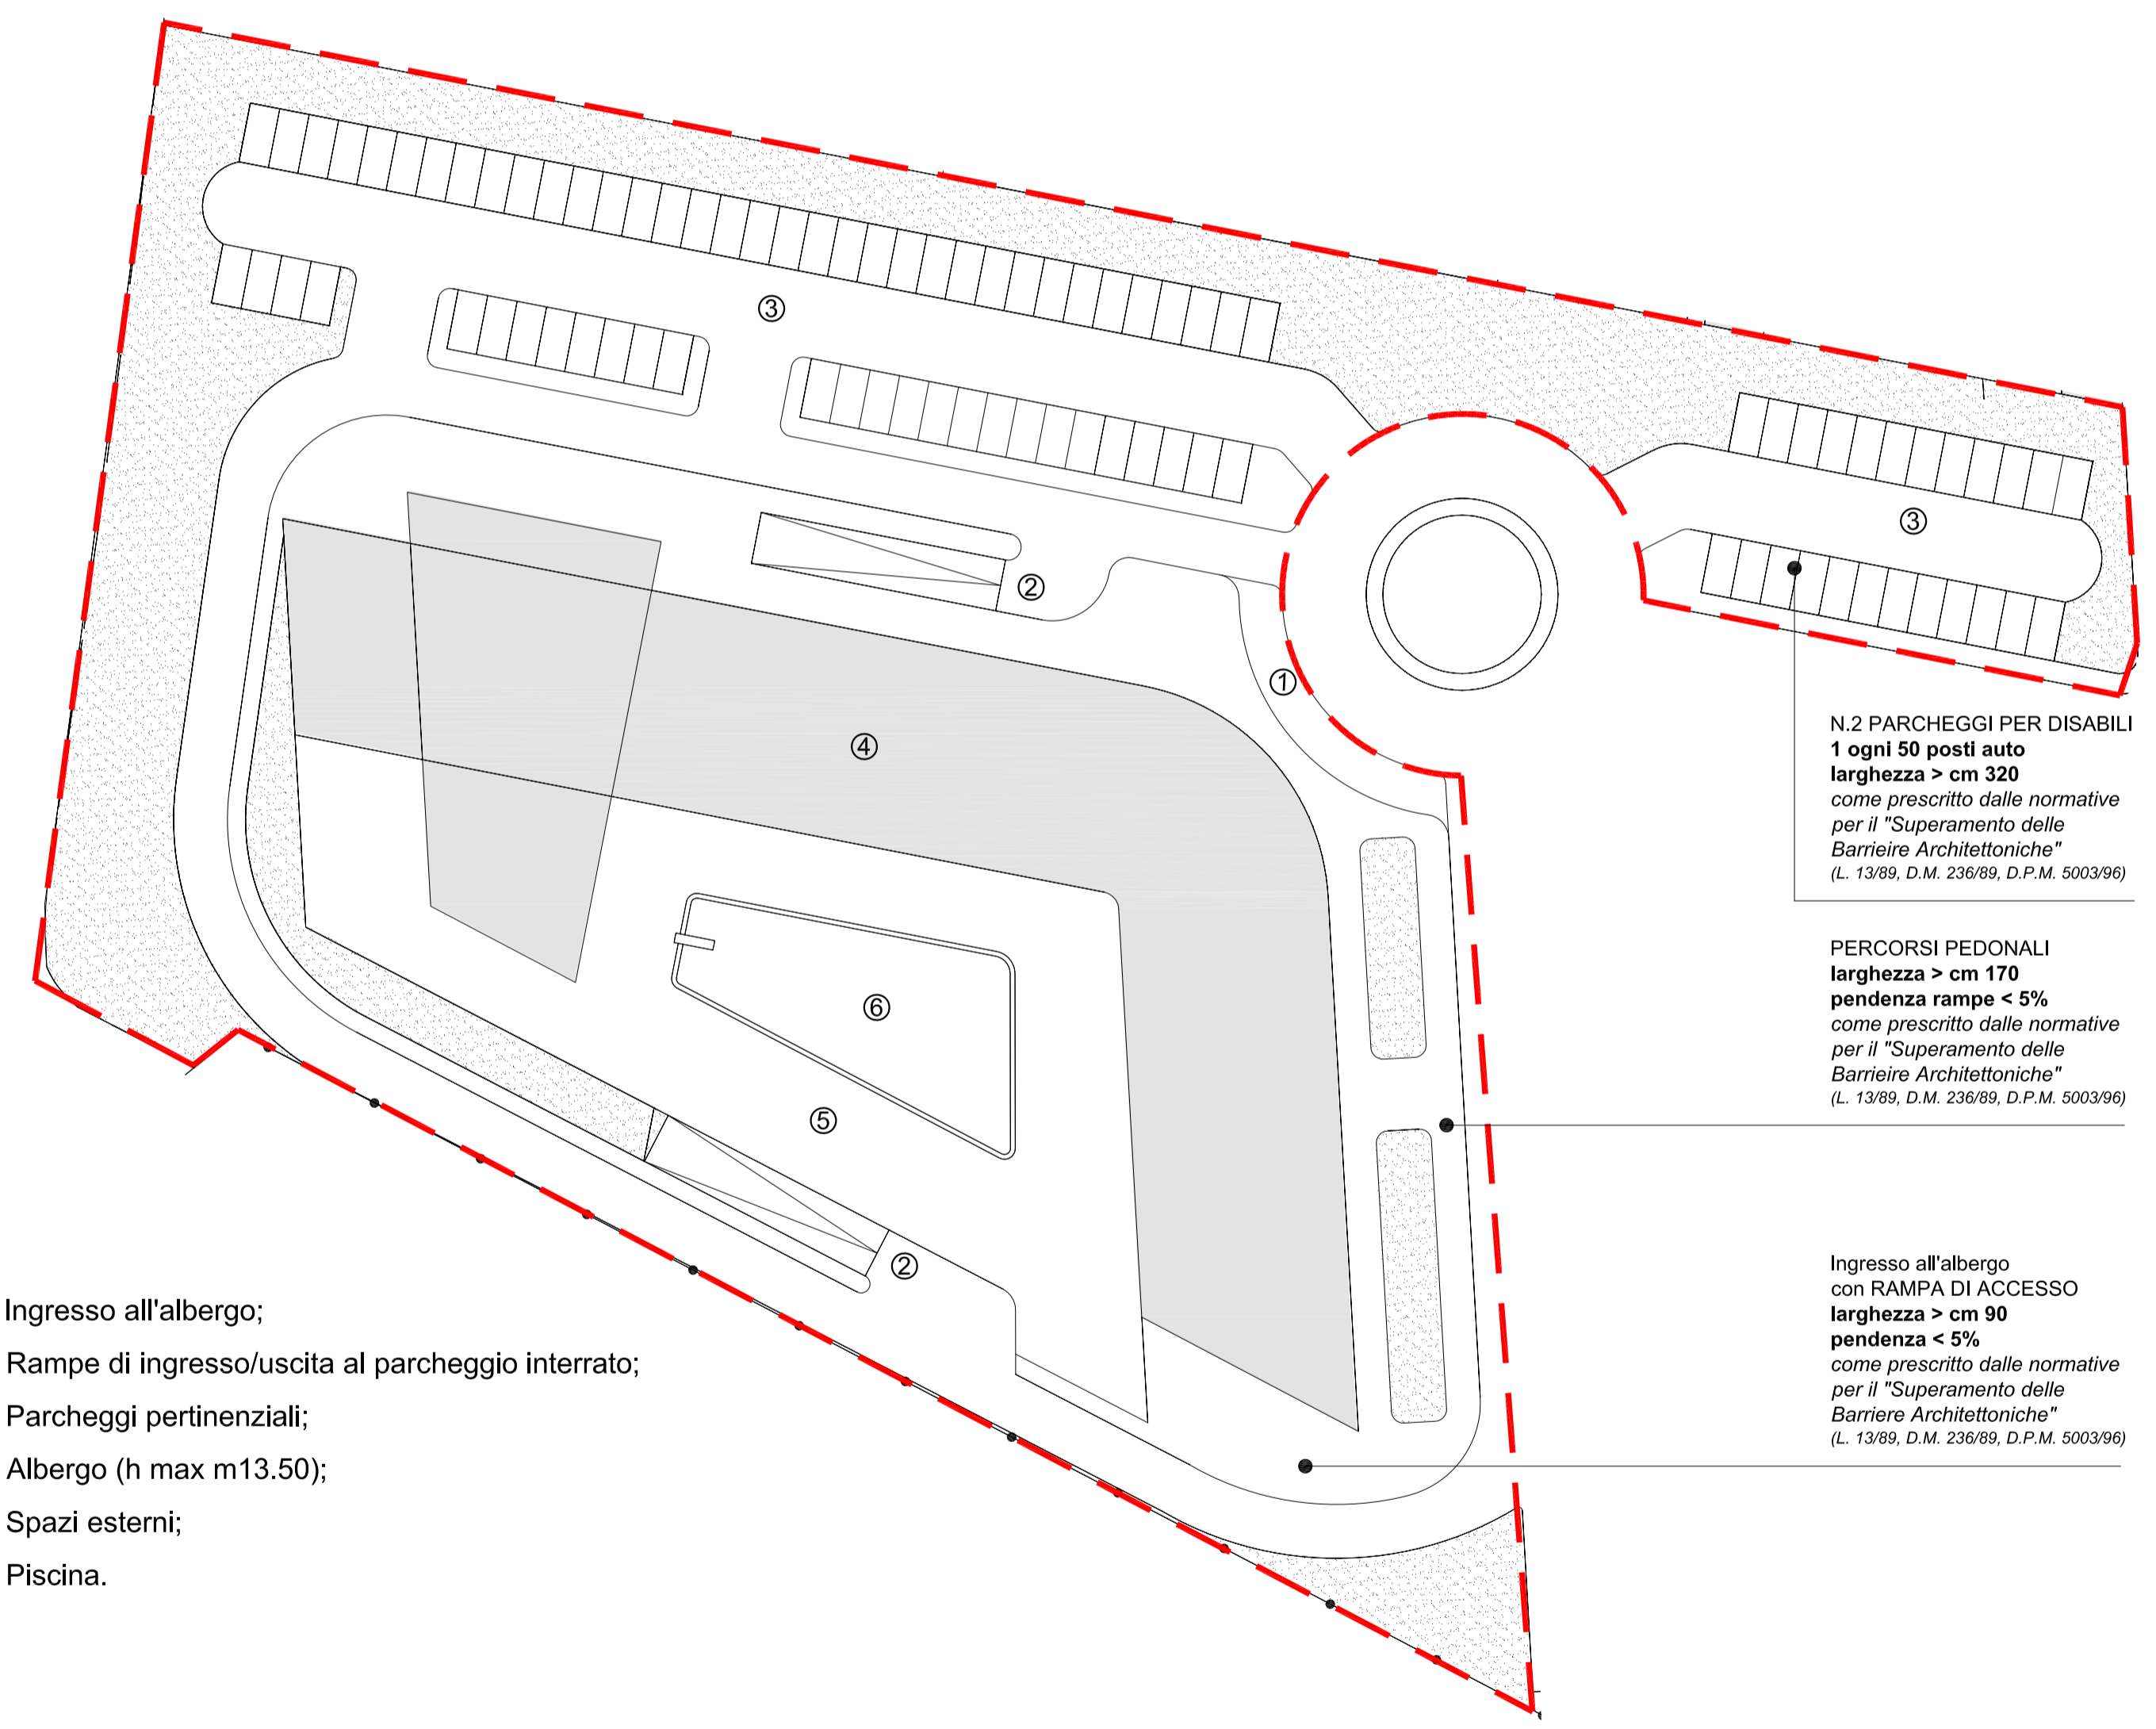 ③
③
②
①
④
⑥
⑤
②
N.2 PARCHEGGI PER DISABILI
1 ogni 50 posti auto
larghezza > cm 320
come prescritto dalle normative
per il "Superamento delle
Barrieire Architettoniche"
(L. 13/89, D.M. 236/89, D.P.M. 5003/96)
PERCORSI PEDONALI
larghezza > cm 170
pendenza rampe < 5%
come prescritto dalle normative
per il "Superamento delle
Barrieire Architettoniche"
(L. 13/89, D.M. 236/89, D.P.M. 5003/96)
Ingresso all'albergo
con RAMPA DI ACCESSO
larghezza > cm 90
pendenza < 5%
come prescritto dalle normative
per il "Superamento delle
Barriere Architettoniche"
(L. 13/89, D.M. 236/89, D.P.M. 5003/96)
Ingresso all'albergo;
Rampe di ingresso/uscita al parcheggio interrato;
Parcheggi pertinenziali;
Albergo (h max m13.50);
Spazi esterni;
Piscina.